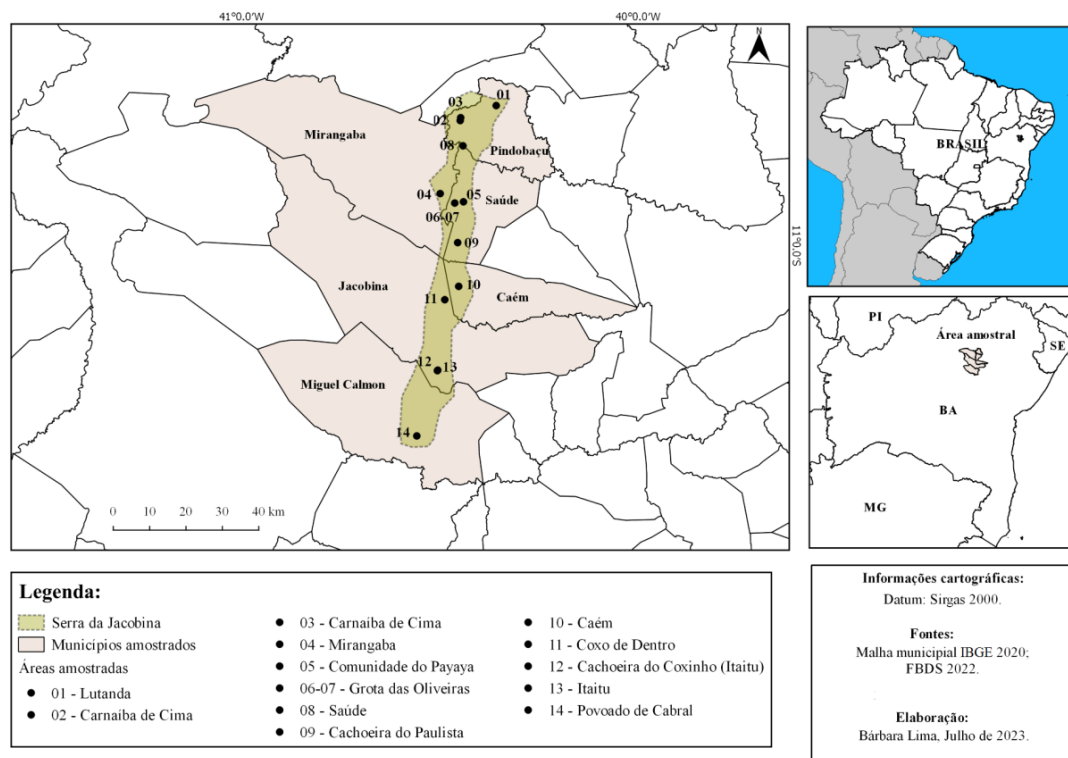 41°0.0'W
40°0.0'W
N
03
01
02
Mirangaba
08
Pindobaçu
04
05
Saúde
06-07
09
11°0.0'S
Jacobina
10
11
Caém
12
13
Miguel Calmon
14
0 10 20 40 km
BRASIL
PI
Área amostral
SE
BA
MG
Legenda:
Serra da Jacobina
Municípios amostrados
Áreas amostradas
01 - Lutanda
02 - Carnaíba de Cima
03 - Carnaíba de Cima
04 - Mirangaba
05 - Comunidade do Payaya
06-07 - Grota das Oliveiras
08 - Saúde
09 - Cachoeira do Paulista
10 - Caém
11 - Coxo de Dentro
12 - Cachoeira do Coxinho (Itaitu)
13 - Itaitu
14 - Povoado de Cabral
Informações cartográficas:
Datum: Sirgas 2000.
Fontes:
Malha municipal IBGE 2020;
FBDS 2022.
Elaboração:
Bárbara Lima, Julho de 2023.